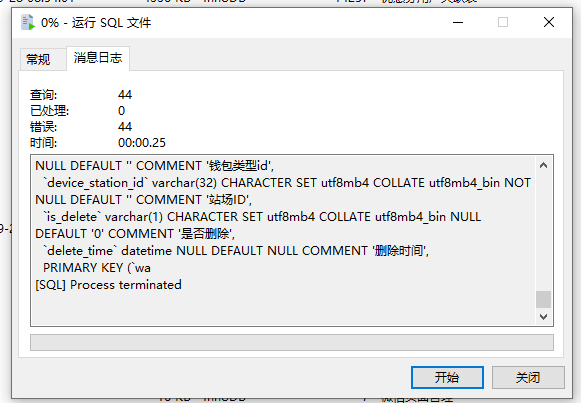 0% - 运行 SQL 文件
常规
消息日志
查询: 44
已处理: 0
错误: 44
时间: 00:00.25
NULL DEFAULT '' COMMENT '钱包类型id',
`device_station_id` varchar(32) CHARACTER SET utf8mb4 COLLATE utf8mb4_bin NOT
NULL DEFAULT '' COMMENT '站场ID',
`is_delete` varchar(1) CHARACTER SET utf8mb4 COLLATE utf8mb4_bin NULL
DEFAULT '0' COMMENT '是否删除',
`delete_time` datetime NULL DEFAULT NULL COMMENT '删除时间',
PRIMARY KEY (`wa
[SQL] Process terminated
开始
关闭